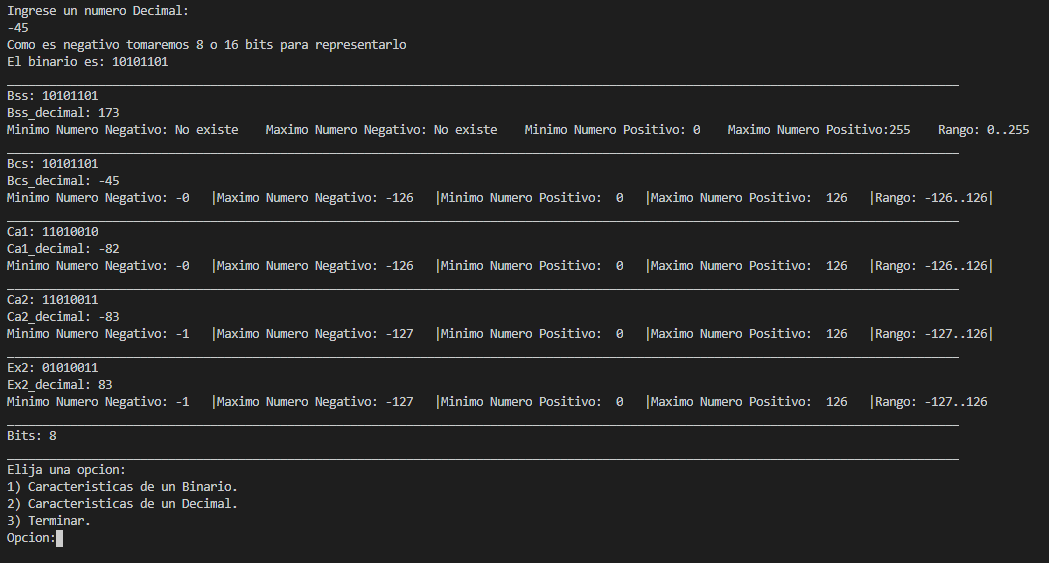 Ingrese un numero Decimal:
-45
Como es negativo tomaremos 8 o 16 bits para representarlo
El binario es: 10101101
Bss: 10101101
Bss_decimal: 173
Minimo Numero Negativo: No existe    Maximo Numero Negativo: No existe    Minimo Numero Positivo: 0    Maximo Numero Positivo:255    Rango: 0..255
Bcs: 10101101
Bcs_decimal: -45
Minimo Numero Negativo: -0   |Maximo Numero Negativo: -126   |Minimo Numero Positivo:  0   |Maximo Numero Positivo:  126   |Rango: -126..126|
Ca1: 11010010
Ca1_decimal: -82
Minimo Numero Negativo: -0   |Maximo Numero Negativo: -126   |Minimo Numero Positivo:  0   |Maximo Numero Positivo:  126   |Rango: -126..126|
Ca2: 11010011
Ca2_decimal: -83
Minimo Numero Negativo: -1   |Maximo Numero Negativo: -127   |Minimo Numero Positivo:  0   |Maximo Numero Positivo:  126   |Rango: -127..126|
Ex2: 01010011
Ex2_decimal: 83
Minimo Numero Negativo: -1   |Maximo Numero Negativo: -127   |Minimo Numero Positivo:  0   |Maximo Numero Positivo:  126   |Rango: -127..126
Bits: 8
Elija una opcion:
1) Caracteristicas de un Binario.
2) Caracteristicas de un Decimal.
3) Terminar.
Opcion: